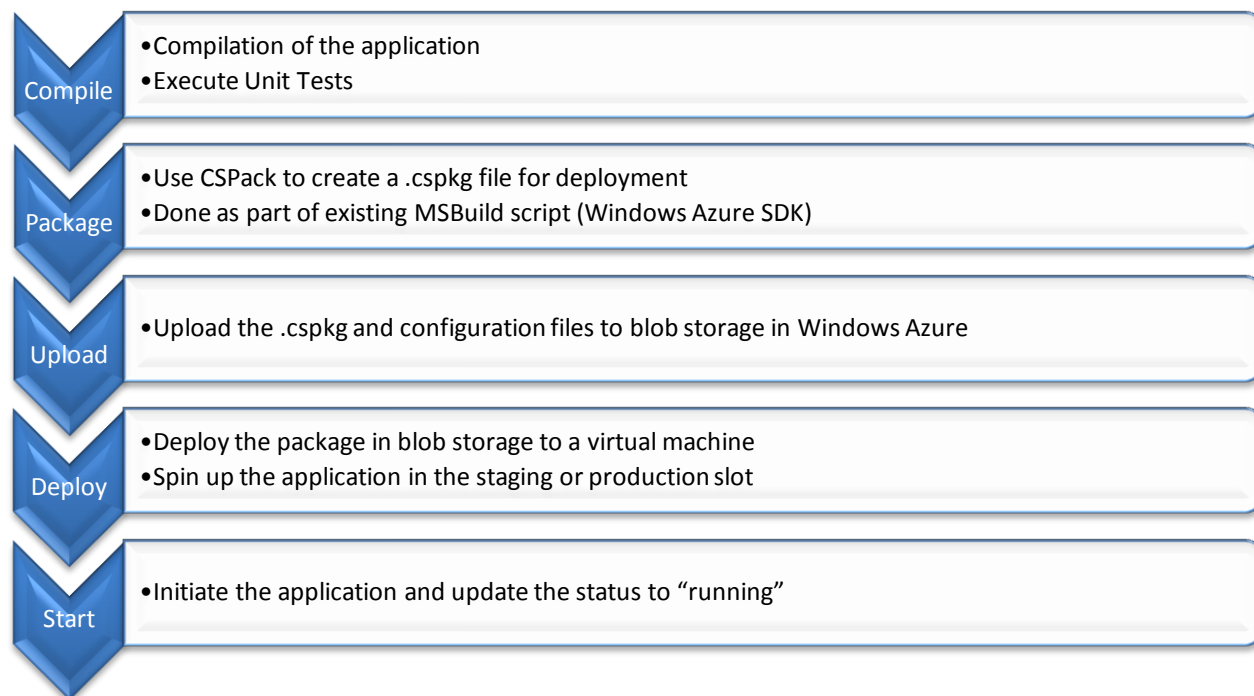 Compile
•Compilation of the application
•Execute Unit Tests
Package
•Use CSPack to create a .cspkg file for deployment
•Done as part of existing MSBuild script (Windows Azure SDK)
Upload
•Upload the .cspkg and configuration files to blob storage in Windows Azure
Deploy
•Deploy the package in blob storage to a virtual machine
•Spin up the application in the staging or production slot
Start
•Initiate the application and update the status to “running”